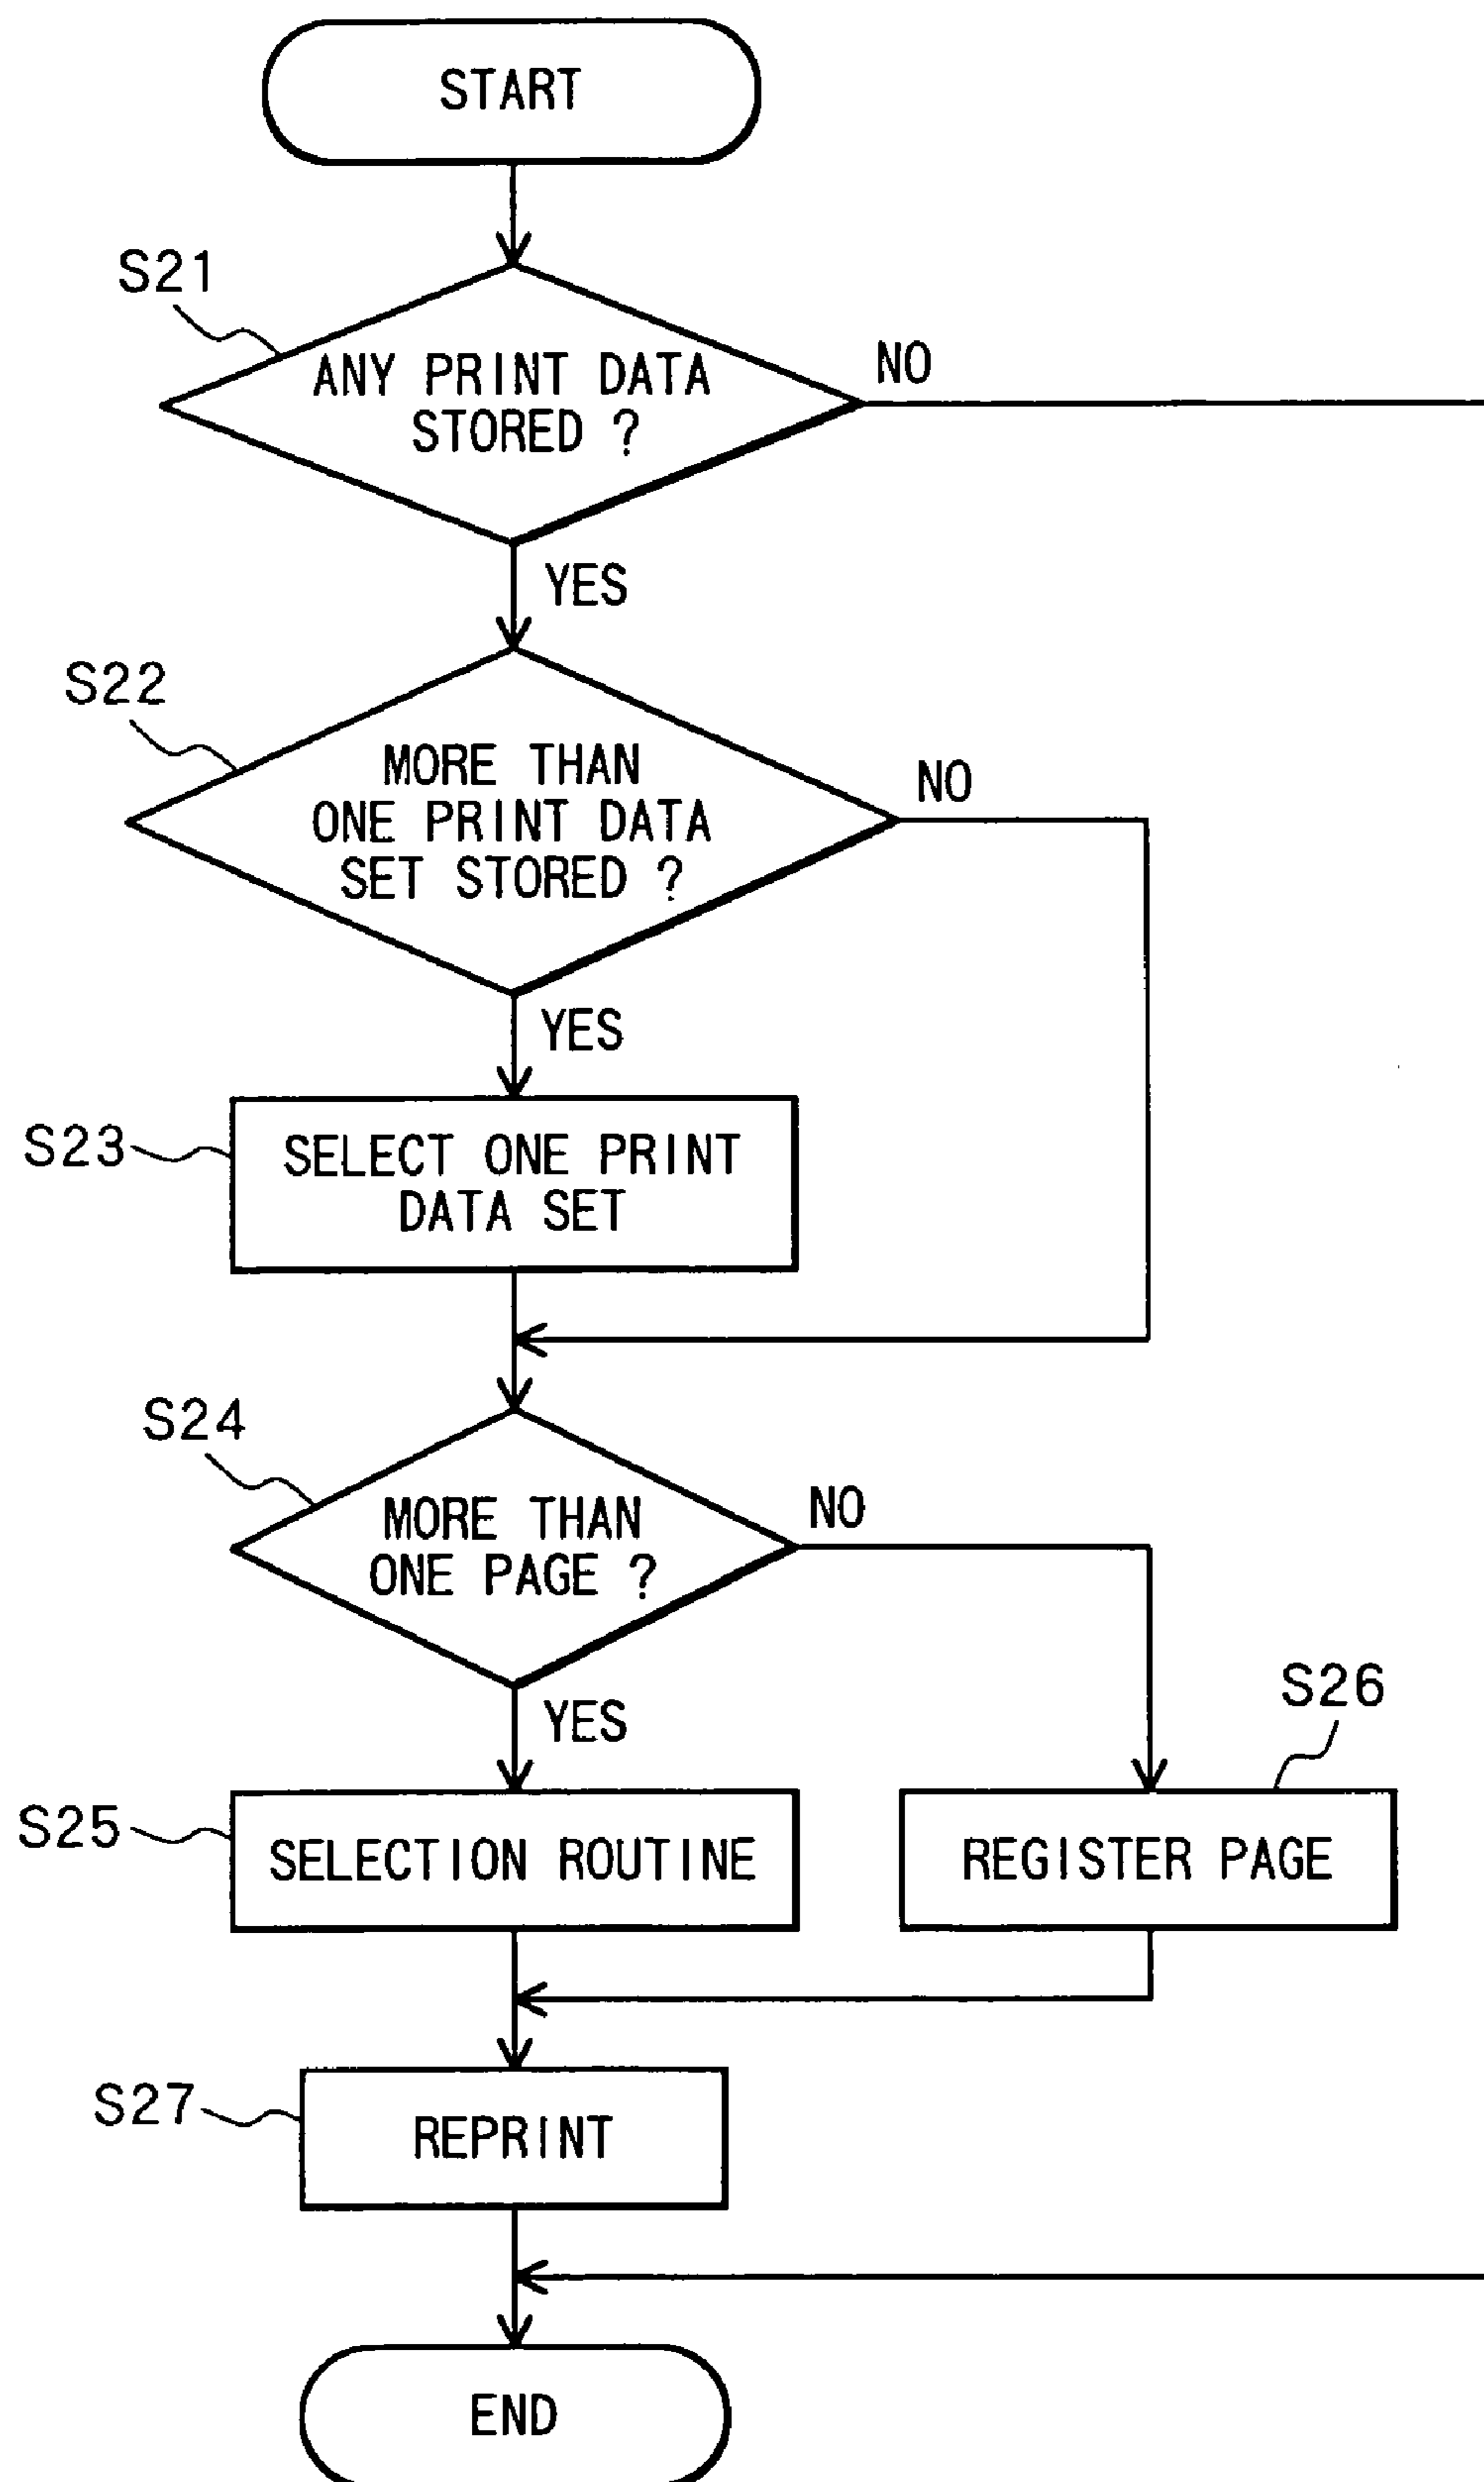 START
S21
ANY PRINT DATA
STORED ?
NO
YES
S22
MORE THAN
ONE PRINT DATA
SET STORED ?
NO
YES
S23
SELECT ONE PRINT
DATA SET
S24
MORE THAN
ONE PAGE ?
NO
YES
S26
S25
SELECTION ROUTINE
REGISTER PAGE
S27
REPRINT
END